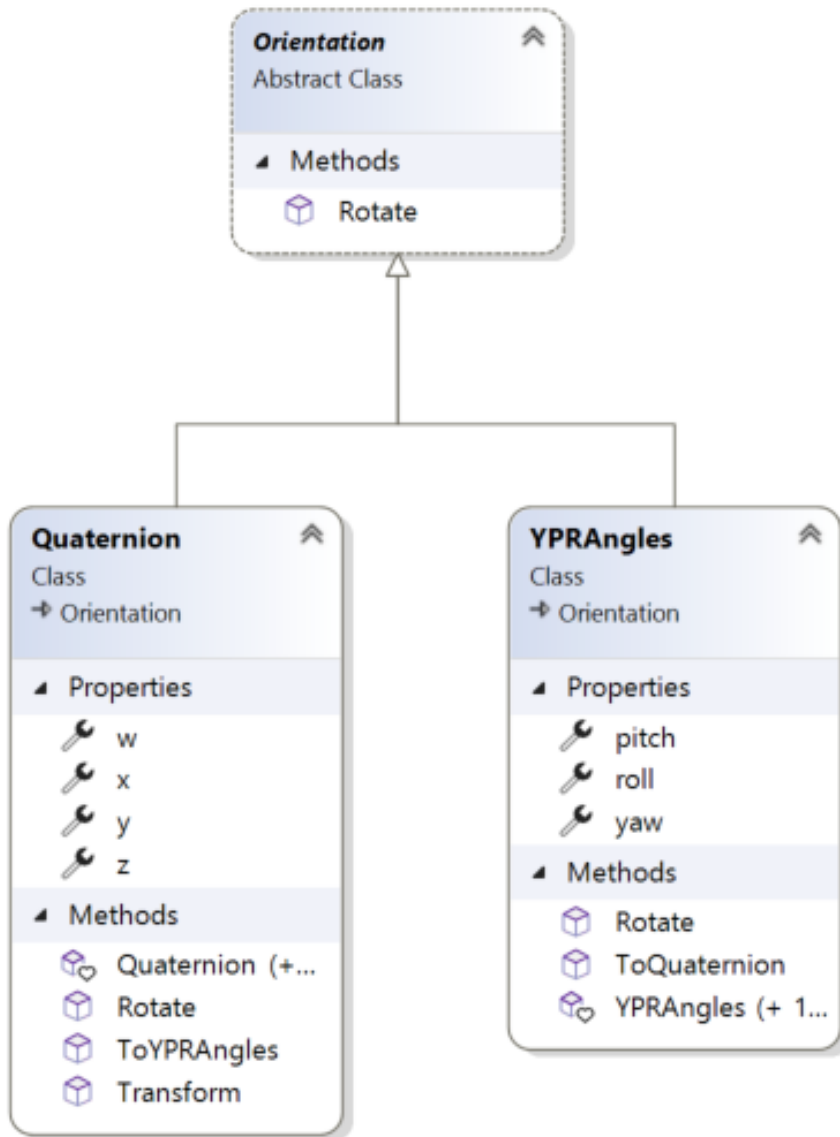 Orientation
Abstract Class
Methods
Rotate
Quaternion
Class
Orientation
Properties
w
x
y
z
Methods
Quaternion (+...
Rotate
ToYPRAngles
Transform
YPRAngles
Class
Orientation
Properties
pitch
roll
yaw
Methods
Rotate
ToQuaternion
YPRAngles (+ 1...